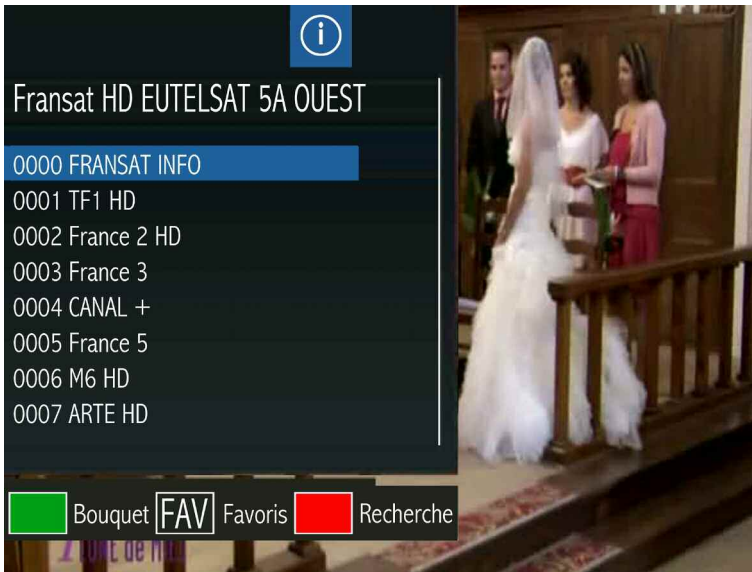 Fransat HD EUTELSAT 5A OUEST
0000 FRANSAT INFO
0001 TF1 HD
0002 France 2 HD
0003 France 3
0004 CANAL +
0005 France 5
0006 M6 HD
0007 ARTE HD
Bouquet FAV Favoris Recherche